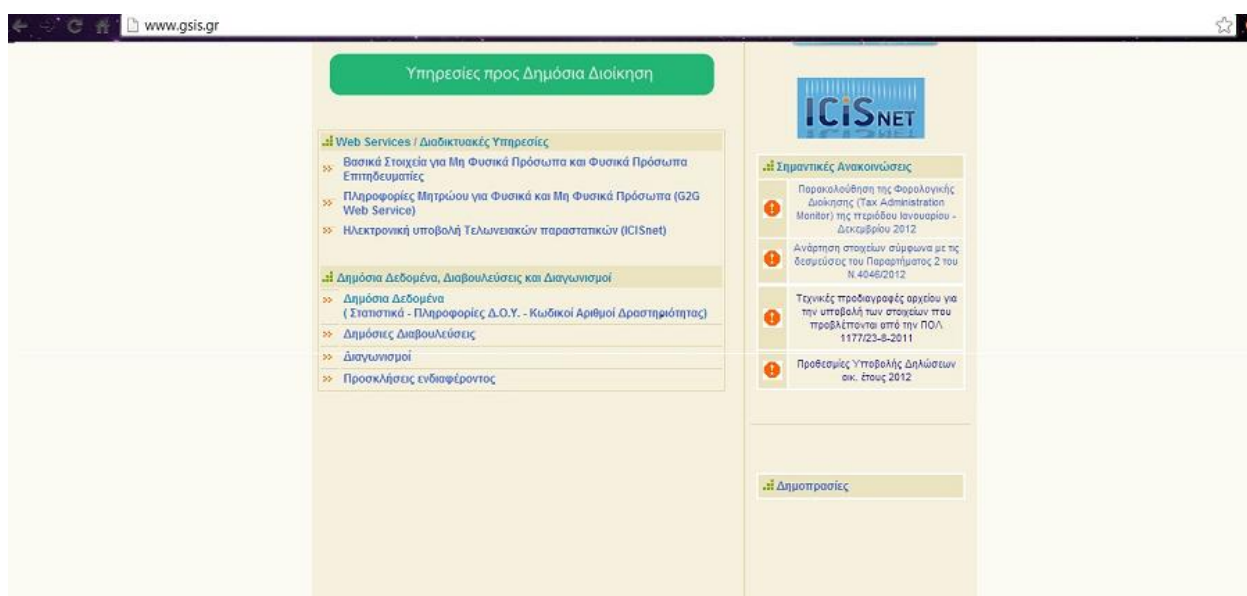 www.gsis.gr
Υπηρεσίες προς Δημόσια Διοίκηση
Web Services / Διαδικτυακές Υπηρεσίες
Βασικά Στοιχεία για Μη Φυσικά Πρόσωπα και Φυσικά Πρόσωπα
Επιτηδευματίες
Πληροφορίες Μητρώου για Φυσικά και Μη Φυσικά Πρόσωπα (G2G
Web Service)
Ηλεκτρονική υποβολή Τελωνειακών παραστατικών (ICISnet)
Δημόσια Δεδομένα, Διαβουλεύσεις και Διαγωνισμοί
Δημόσια Δεδομένα
( Στατιστικά - Πληροφορίες Δ.Ο.Υ. - Κωδικοί Αριθμοί Δραστηριότητας)
Δημόσιες Διαβουλεύσεις
Διαγωνισμοί
Προσκλήσεις ενδιαφέροντος
ICISNET
Σημαντικές Ανακοινώσεις
Παρακολούθηση της Φορολογικής
Διοίκησης (Tax Administration
Monitor) της περιόδου Ιανουαρίου -
Δεκεμβρίου 2012
Ανάρτηση στοιχείων σύμφωνα με τις
δεσμεύσεις του Παραρτήματος 2 του
Ν.4046/2012
Τεχνικές προδιαγραφές αρχείου για
την υποβολή των στοιχείων που
προβλέπονται από την ΠΟΛ
1177/23-8-2011
Προθεσμίες Υποβολής Δηλώσεων
οικ. έτους 2012
Δημοπρασίες